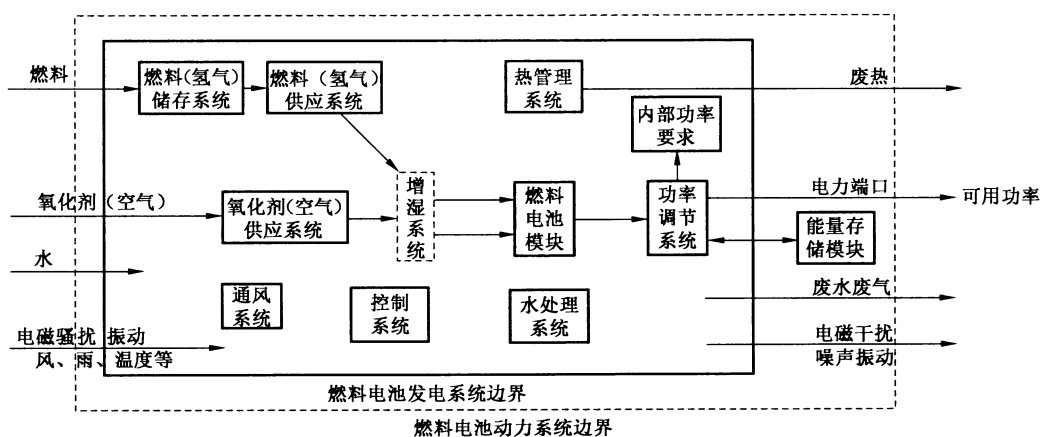 燃料
燃料(氢气)
储存系统
燃料(氢气)
供应系统
热管理
系统
废热
内部功率
要求
氧化剂(空气)
氧化剂(空气)
供应系统
增
湿
系
统
燃料
电池
模块
功率
调节
系统
电力端口
可用功率
能量存
储模块
水
通风
系统
控制
系统
水处理
系统
废水废气
电磁骚扰 振动
风、雨、温度等
电磁干扰
噪声振动
燃料电池发电系统边界
燃料电池动力系统边界